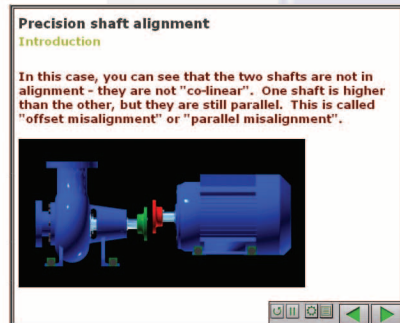 Precision shaft alignment
Introduction
In this case, you can see that the two shafts are not in
alignment - they are not "co-linear".  One shaft is higher
than the other, but they are still parallel.  This is called
"offset misalignment" or "parallel misalignment".